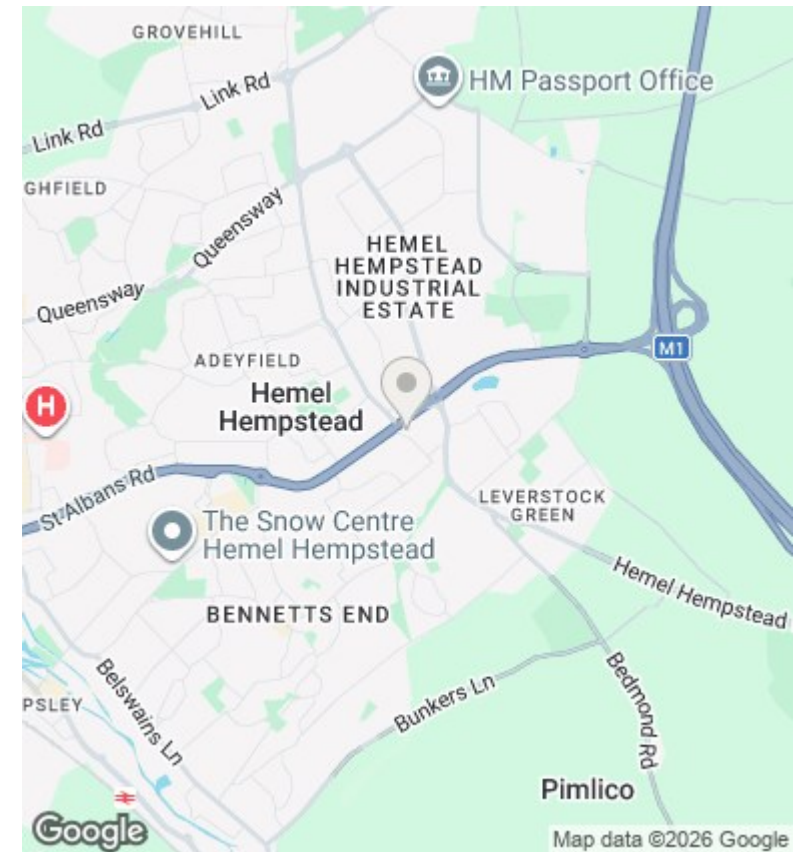 GROVEHILL
HM Passport Office
Link Rd
Link Rd
GHFIELD
Queensway
HEMEL
HEMPSTEAD
INDUSTRIAL
ESTATE
Queensway
M1
ADEYFIELD
Hemel
Hempstead
H
St Albans Rd
LEVERSTOCK
GREEN
The Snow Centre
Hemel Hempstead
Hemel Hempstead
BENNETTS END
Belswains Ln
Bunkers Ln
Bedmond Rd
PSLEY
Pimlico
Google
Map data ©2026 Google